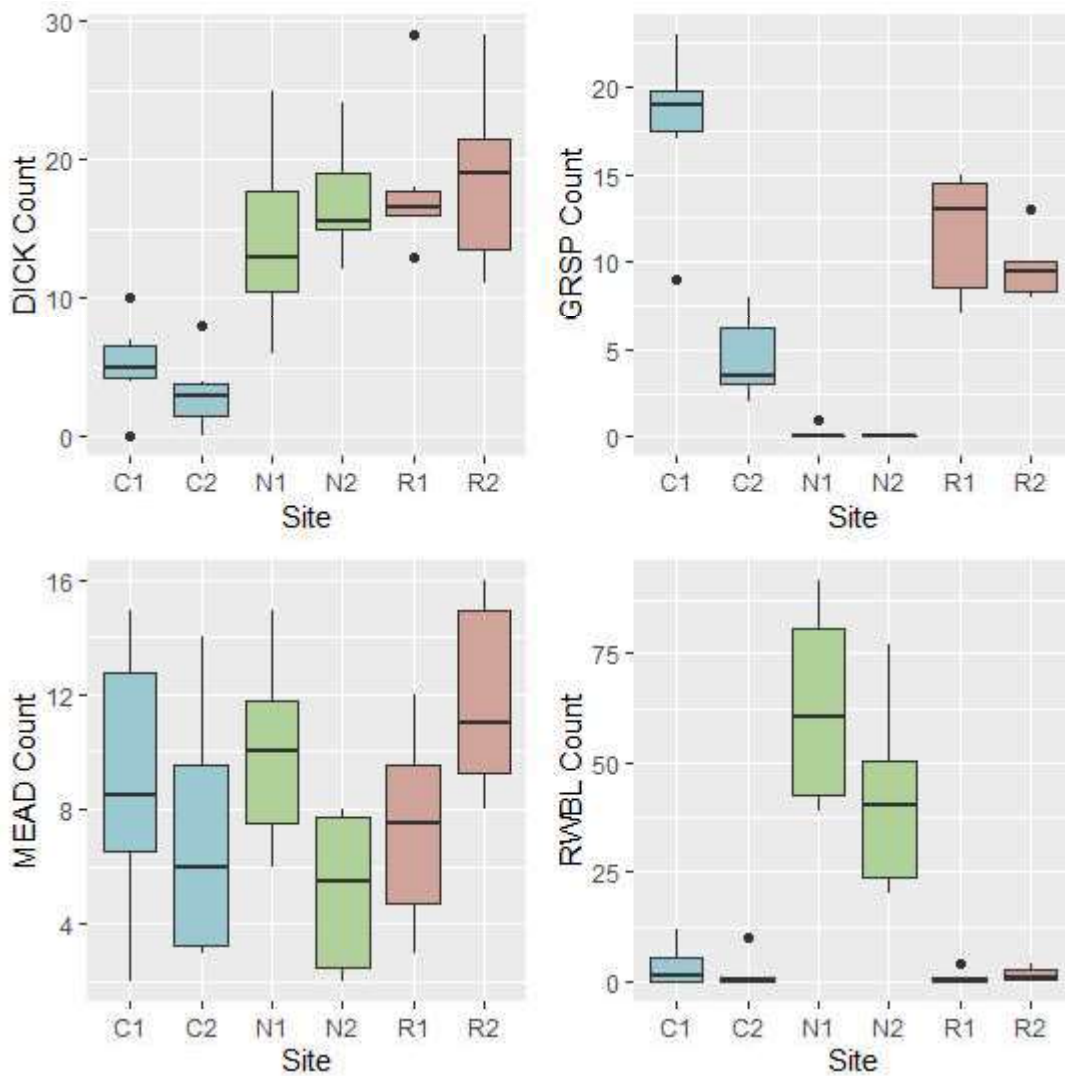 DICK Count
30
20
10
0
C1 C2 N1 N2 R1 R2
Site
GRSP Count
20
15
10
5
0
C1 C2 N1 N2 R1 R2
Site
MEAD Count
16
12
8
4
C1 C2 N1 N2 R1 R2
Site
RWBL Count
75
50
25
0
C1 C2 N1 N2 R1 R2
Site